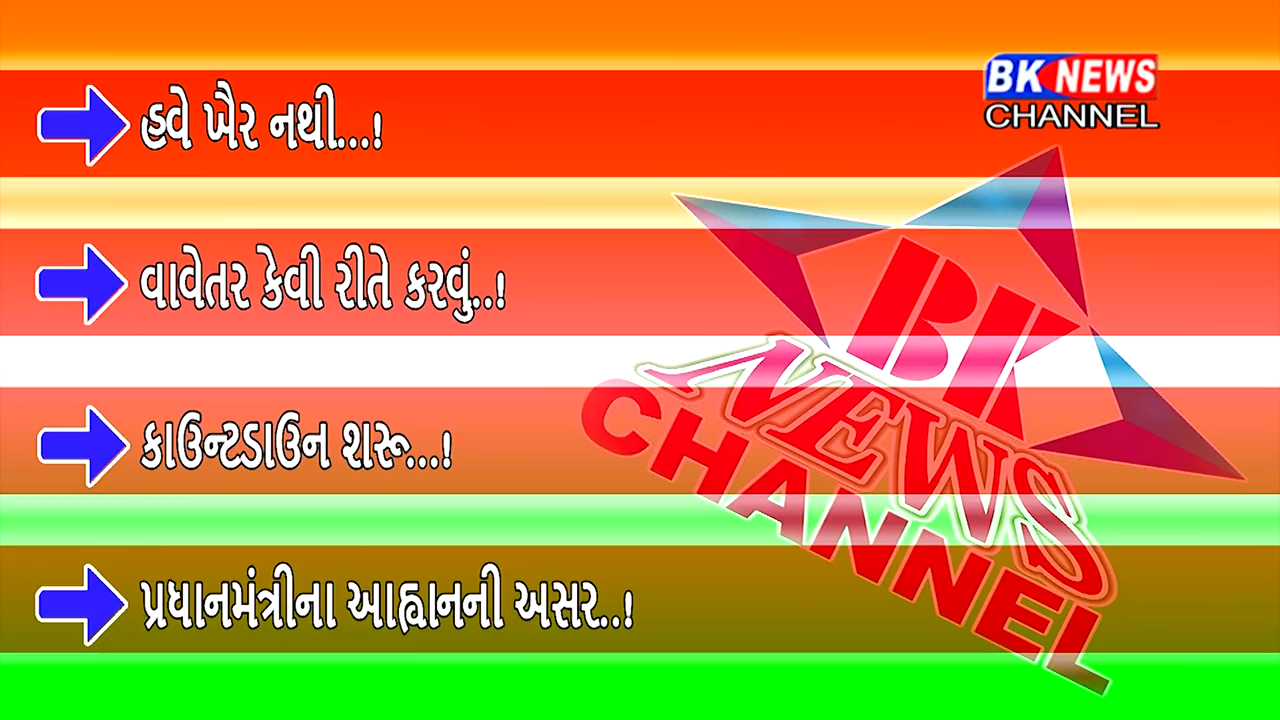 BK NEWS
CHANNEL
હવે ખૈર નથી...!
વાવેતર કેવી રીતે કરવું..!
કાઉન્ટડાઉન શરૂ...!
પ્રધાનમંત્રીના આહ્વાનની અસર..!
BK
NEWS
CHANNEL